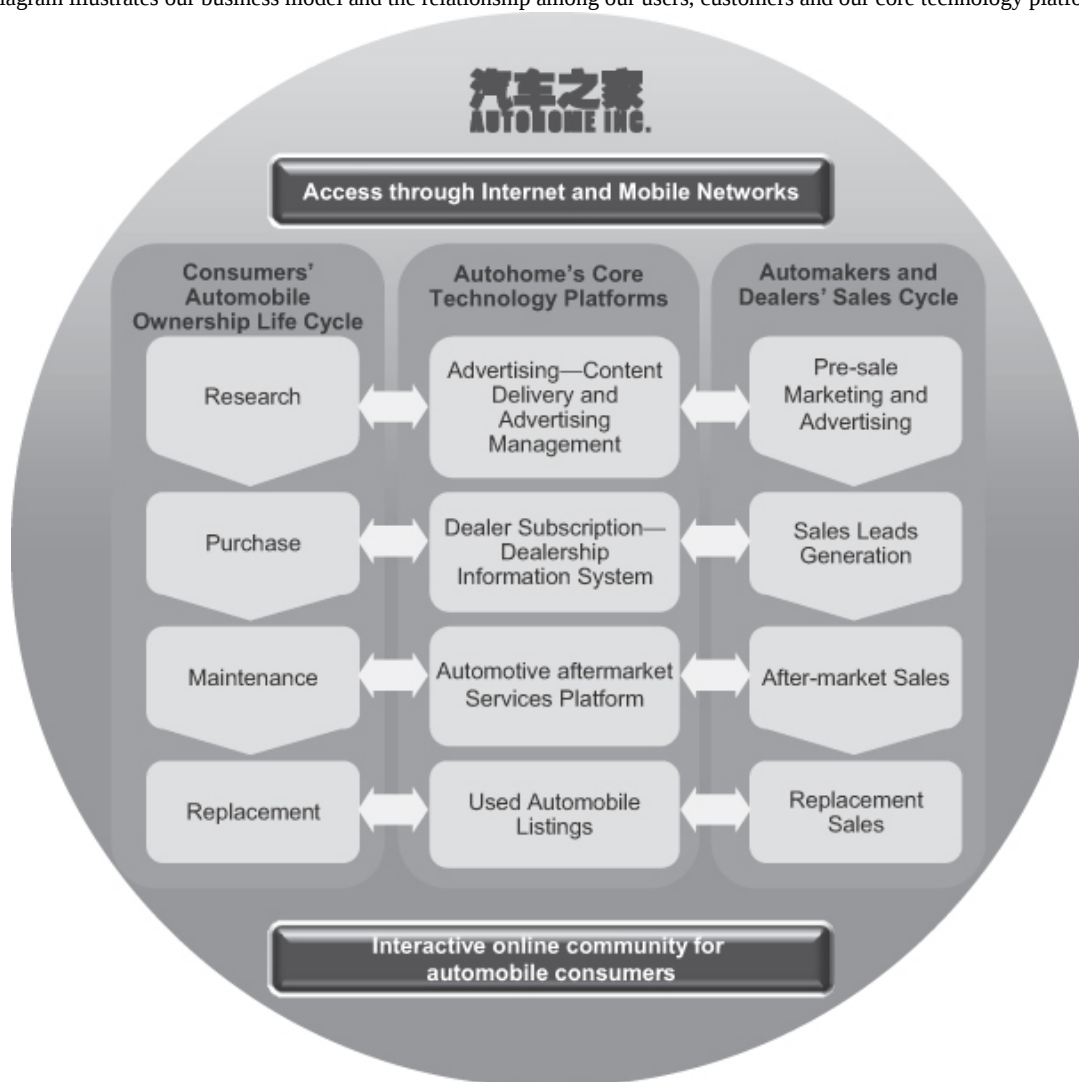 diagram illustrates our business model and the relationship among our users, customers and our core technology
汽车之家
AUTOHOME INC.
Access through Internet and Mobile Networks
Consumers’
Automobile
Ownership Life Cycle
Research
Purchase
Maintenance
Replacement
Autohome’s Core
Technology Platforms
Advertising—Content
Delivery and
Advertising
Management
Dealer Subscription—
Dealership
Information System
Automotive aftermarket
Services Platform
Used Automobile
Listings
Automakers and
Dealers’ Sales Cycle
Pre-sale
Marketing and
Advertising
Sales Leads
Generation
After-market Sales
Replacement
Sales
Interactive online community for
automobile consumers